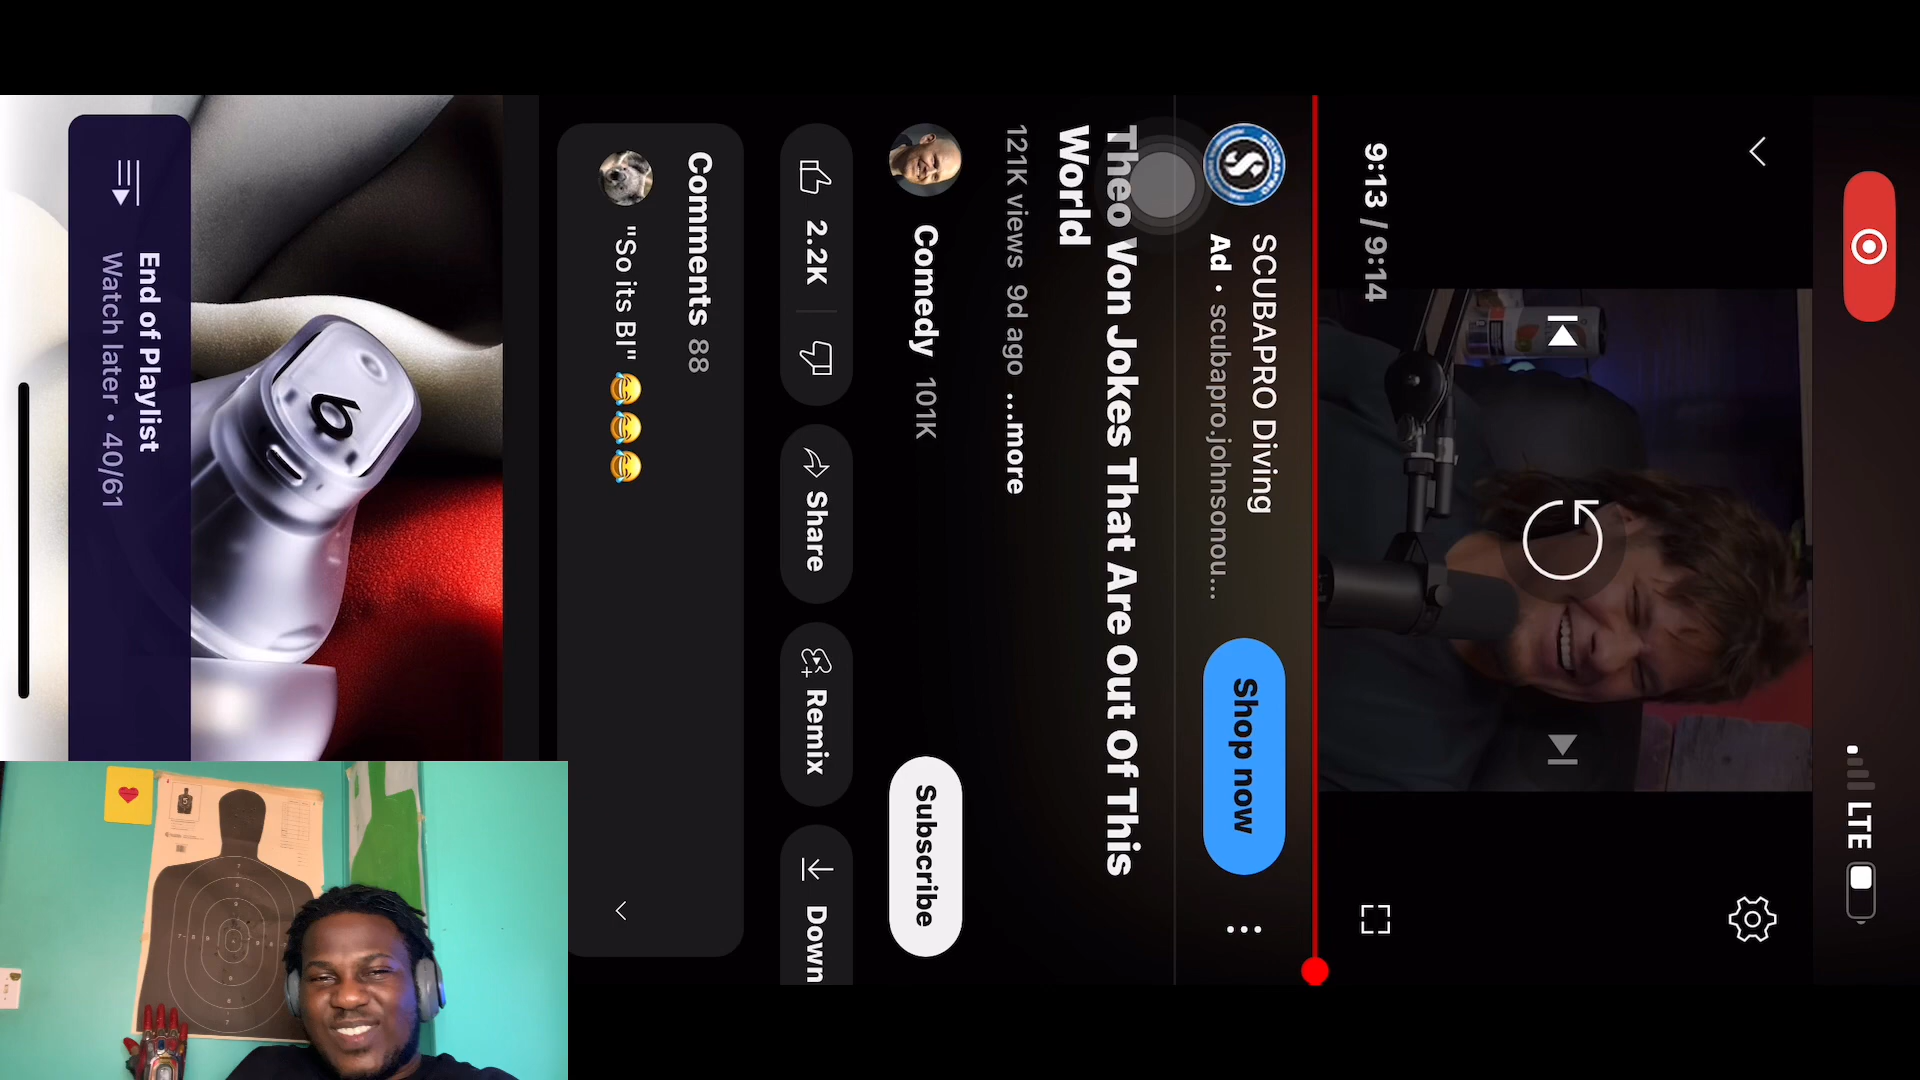 LTE
9:13 / 9:14
SCUBAPRO Diving
Ad • scubapro.johnsonou...
Shop now
Theo Von Jokes That Are Out Of This
World
121K views 9d ago ...more
Comedy 101K
Subscribe
2.2K
Share
Remix
Down
Comments 88
"So its BI" 😂😂😂
End of Playlist
Watch later • 40/61